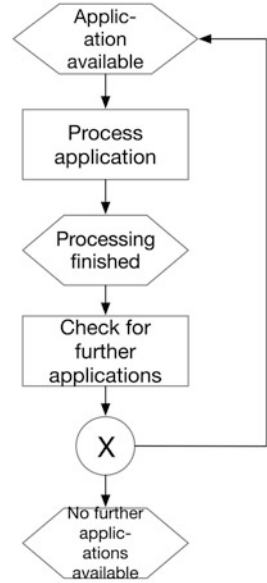 Applic-
ation
available
Process
application
Processing
finished
Check for
further
applications
X
No further
applic-
ations
available